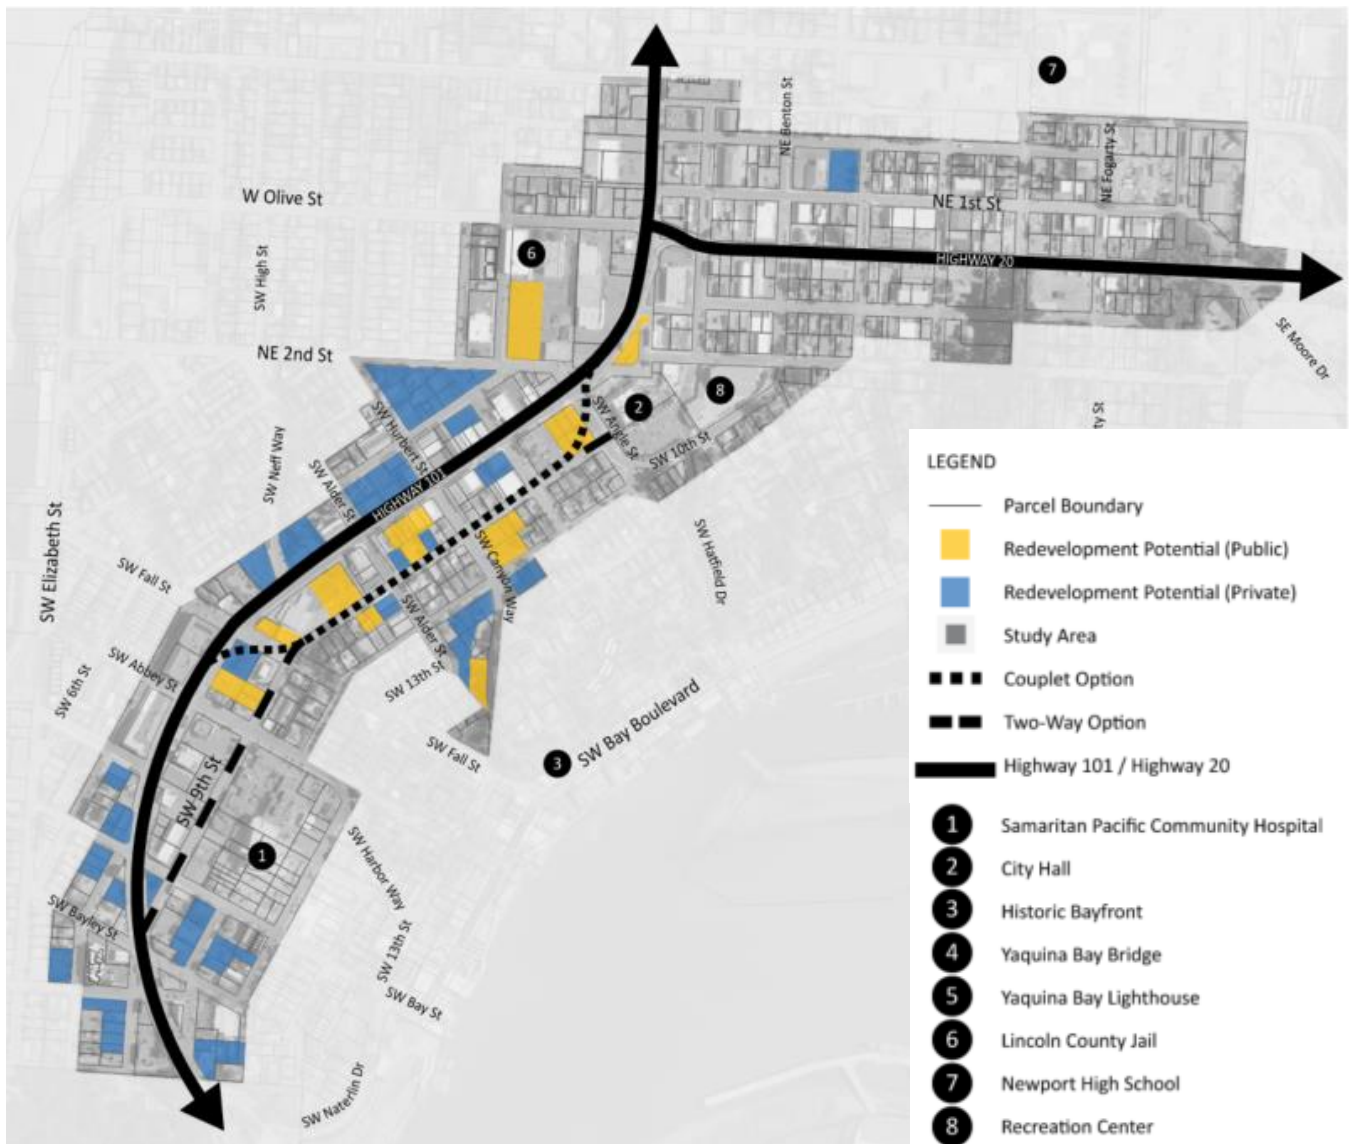 7
NE Benton St
NE Fogarty St
W Olive St
NE 1st St
6
SW High St
HIGHWAY 20
NE 2nd St
SE Moore Dr
8
2
SW Hurbert St
SW Angle St
ty St
SW 10th St
SW Neff Way
SW Alder St
HIGHWAY 101
SW Elizabeth St
SW Fall St
SW Canyon Way
SW Hatfield Dr
SW Alder St
SW Abbey St
SW 13th St
SW 6th St
SW Fall St
3
SW Bay Boulevard
SW 9th St
1
SW Harbor Way
SW Bayley St
SW 13th St
SW Bay St
SW Naterlin Dr
LEGEND
Parcel Boundary
Redevelopment Potential (Public)
Redevelopment Potential (Private)
Study Area
Couplet Option
Two-Way Option
Highway 101 / Highway 20
1 Samaritan Pacific Community Hospital
2 City Hall
3 Historic Bayfront
4 Yaquina Bay Bridge
5 Yaquina Bay Lighthouse
6 Lincoln County Jail
7 Newport High School
8 Recreation Center